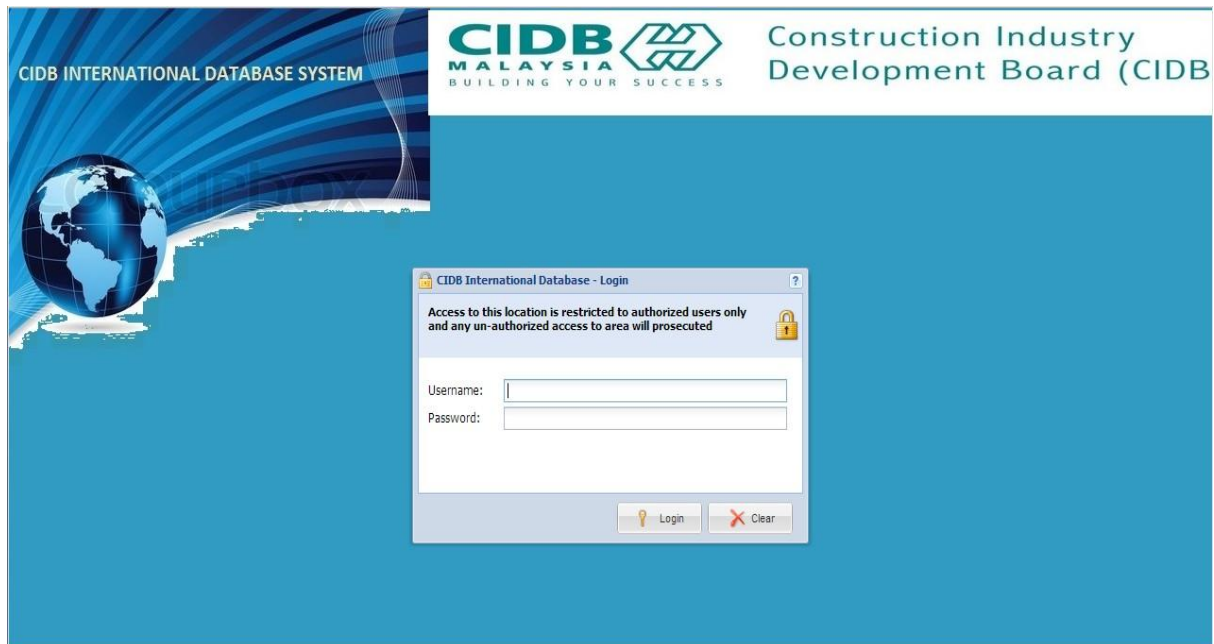 CIDB INTERNATIONAL DATABASE SYSTEM
CIDB
MALAYSIA
BUILDING YOUR SUCCESS
Construction Industry
Development Board (CIDB
CIDB International Database - Login
?
Access to this location is restricted to authorized users only
and any un-authorized access to area will prosecuted
Username:
Password:
Login
Clear